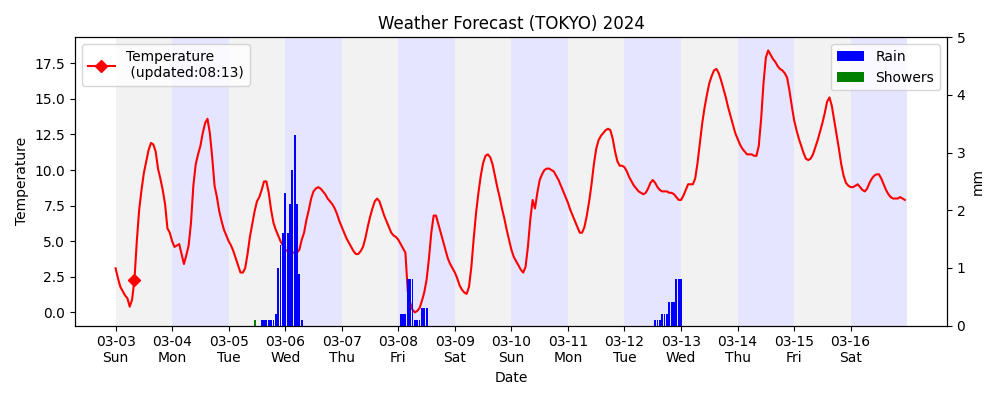 Weather Forecast (TOKYO) 2024
Temperature
(updated:08:13)
Rain
Showers
Temperature
17.5
15.0
12.5
10.0
7.5
5.0
2.5
0.0
5
4
3
2
1
0
mm
03-03 03-04 03-05 03-06 03-07 03-08 03-09 03-10 03-11 03-12 03-13 03-14 03-15 03-16
Sun Mon Tue Wed Thu Fri Sat Sun Mon Tue Wed Thu Fri Sat
Date